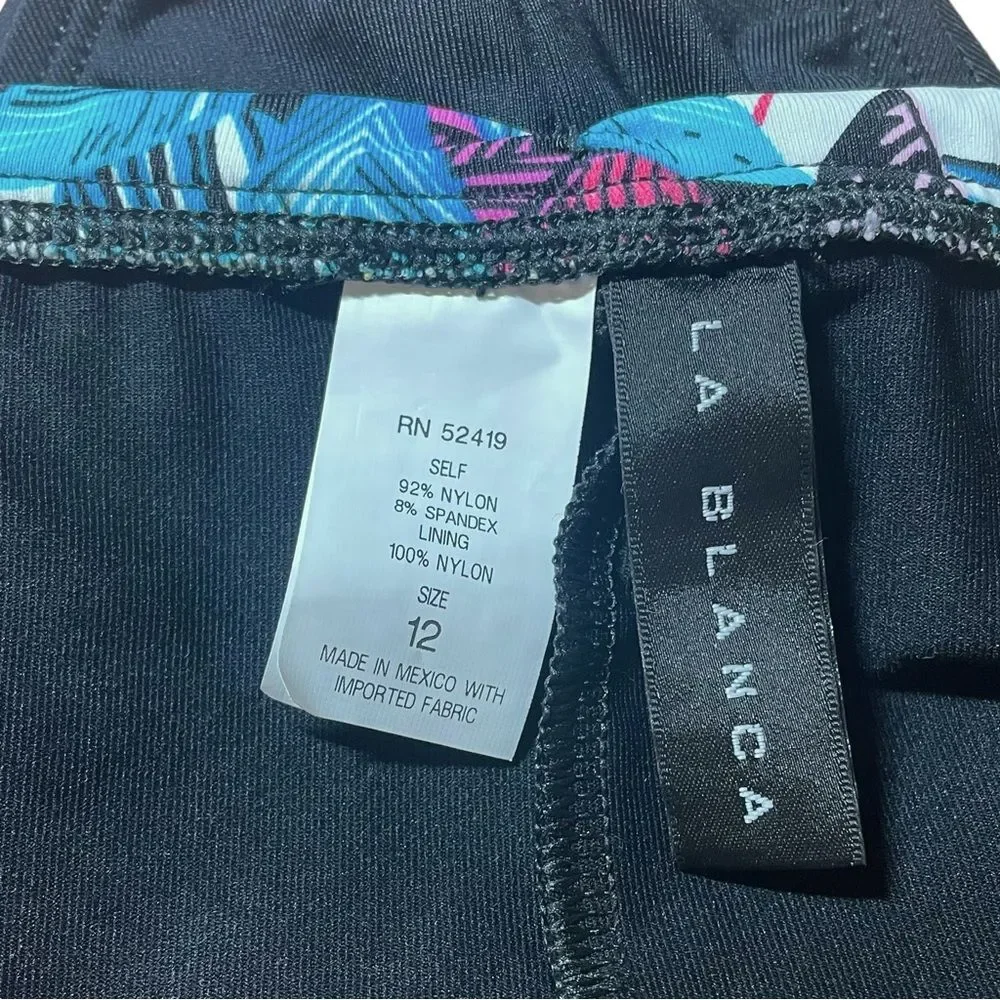 RN 52419
SELF
92% NYLON
8% SPANDEX
LINING
100% NYLON
SIZE
12
MADE IN MEXICO WITH
IMPORTED FABRIC
LA BLANCA